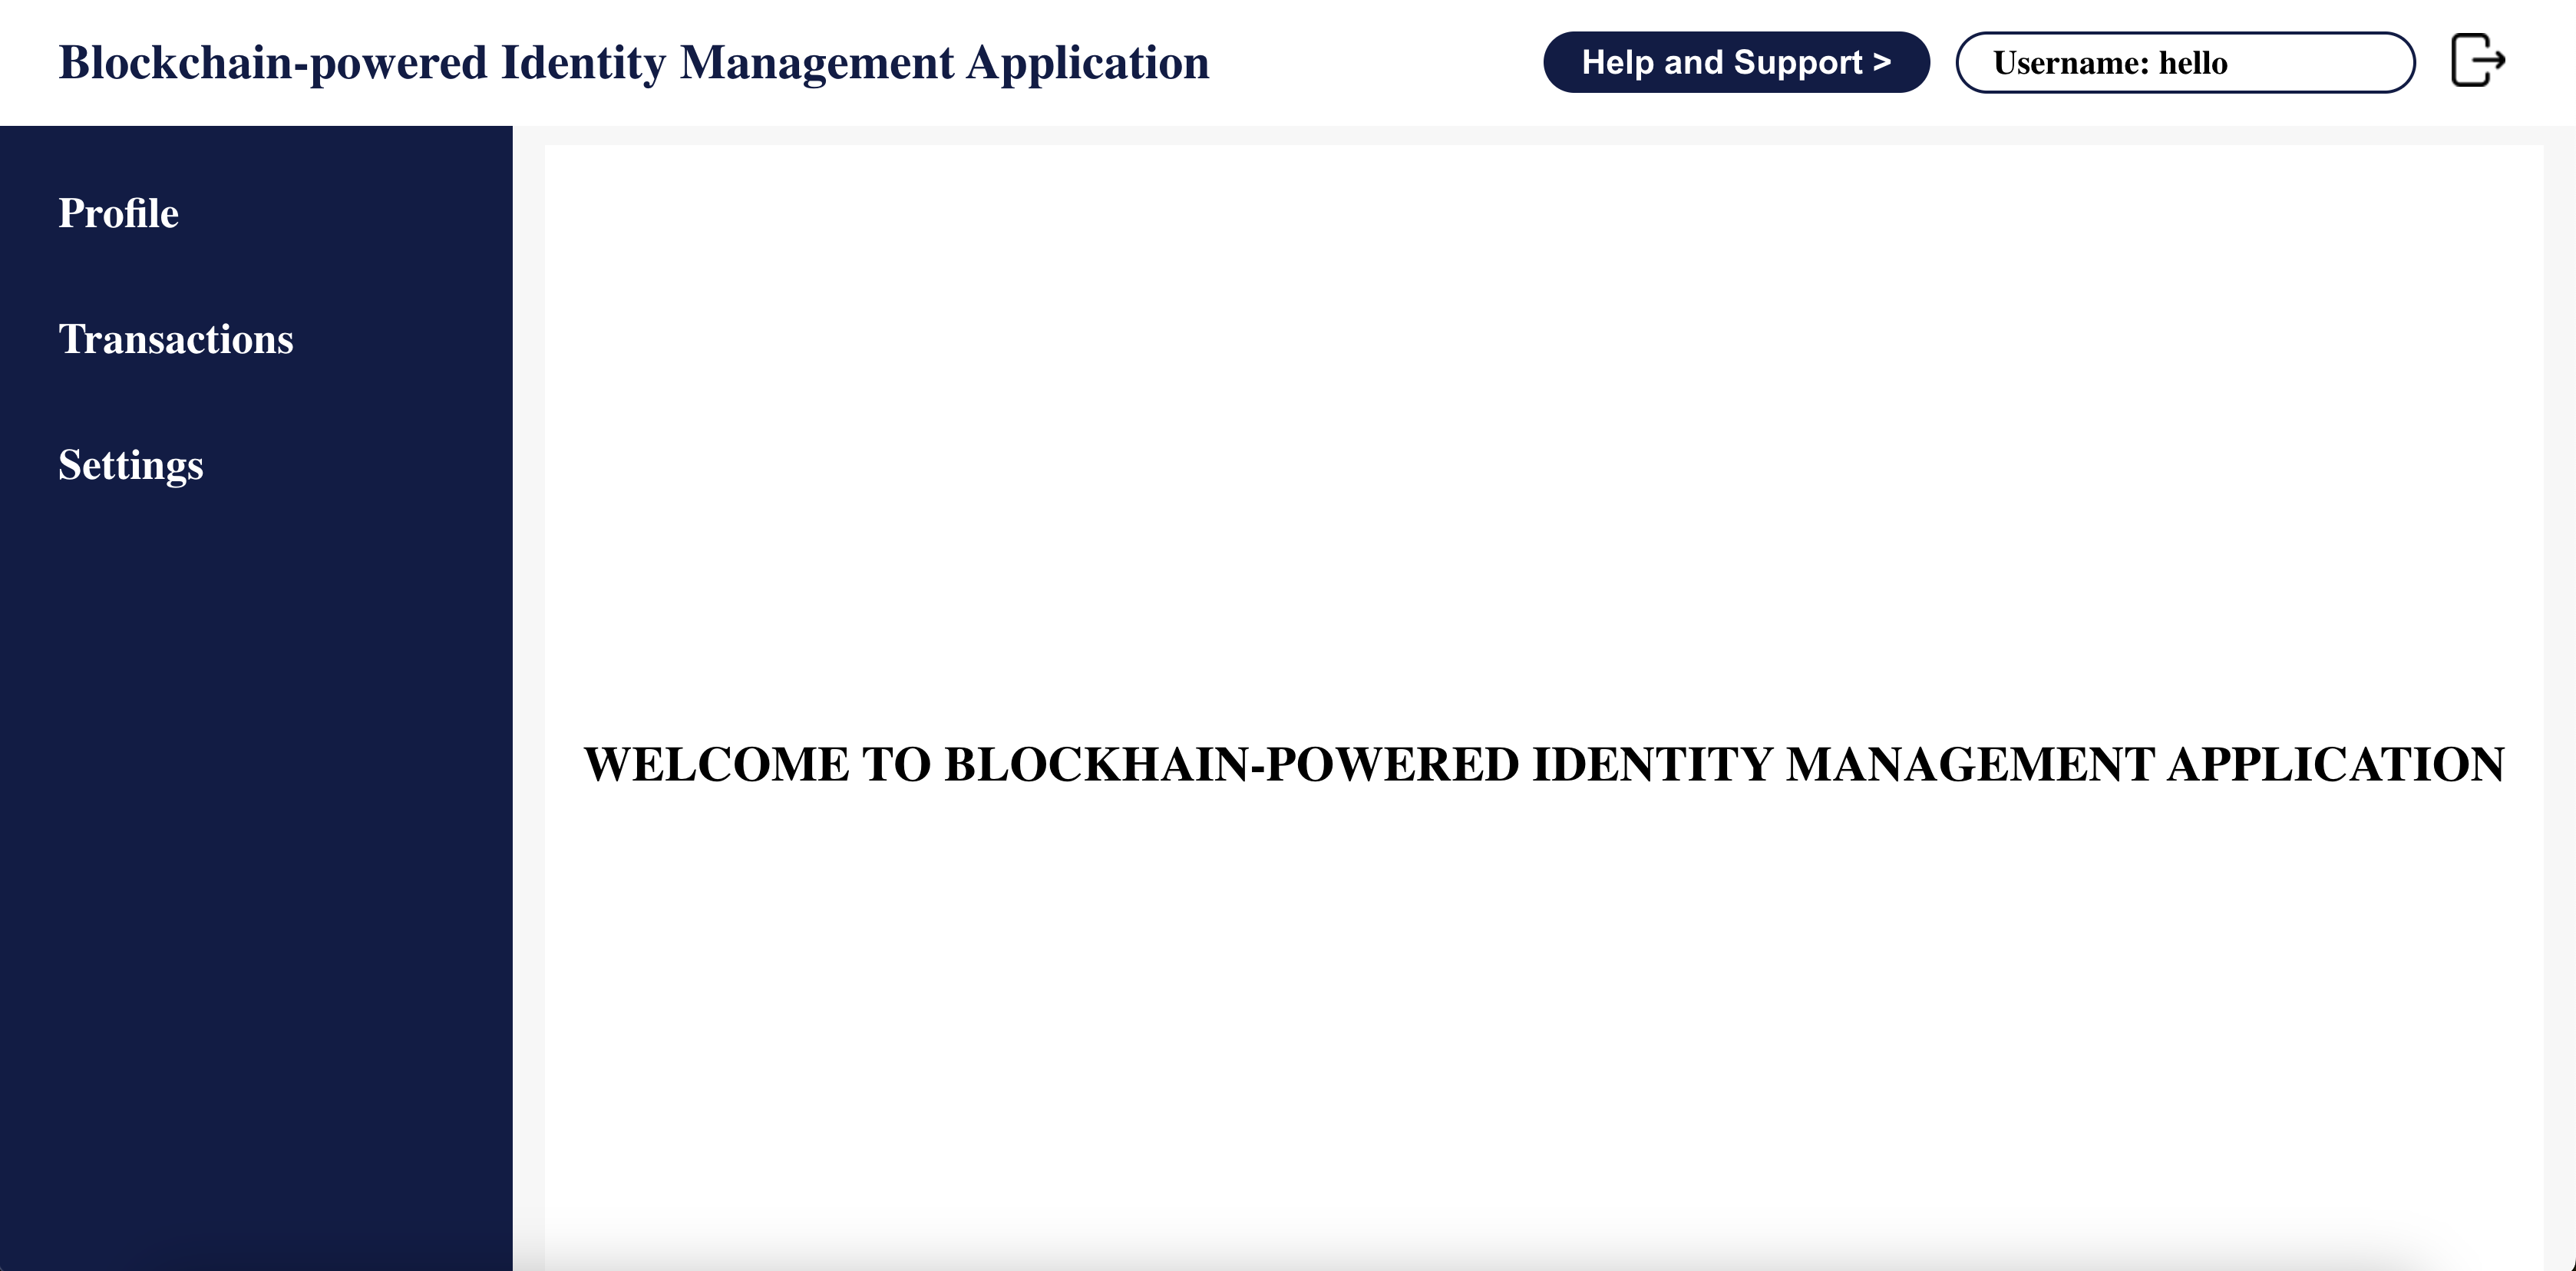 Blockchain-powered Identity Management Application
Help and Support >
Username: hello
Profile
Transactions
Settings
WELCOME TO BLOCKHAIN-POWERED IDENTITY MANAGEMENT APPLICATION